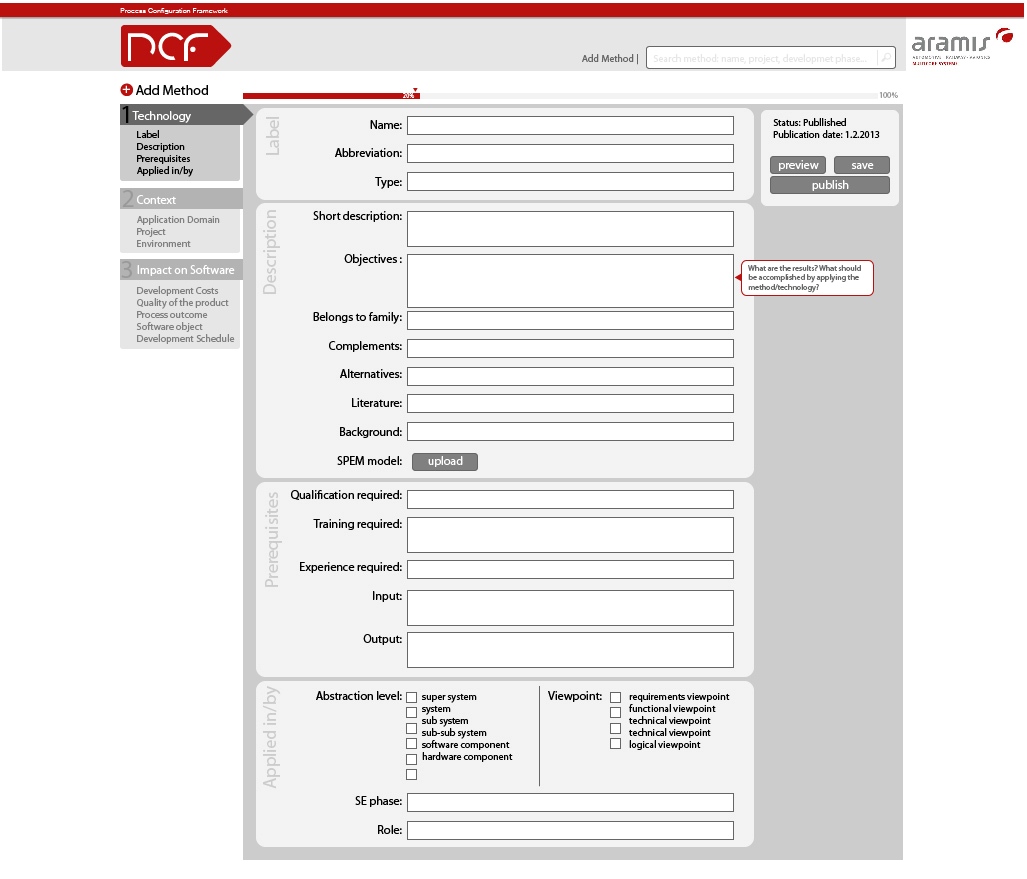 Process Configuration Framework
PCF
Add Method |
Search method: name, project, developmet phase...
aramis
AUTOMOTIVE · RAILWAY · AVIONICS
MULTICORE SYSTEMS
Add Method
20%
100%
1 Technology
Label
Description
Prerequisites
Applied in/by
2 Context
Application Domain
Project
Environment
3 Impact on Software
Development Costs
Quality of the product
Process outcome
Software object
Development Schedule
Label
Name:
Abbreviation:
Type:
Status: Publlished
Publication date: 1.2.2013
preview
save
publish
Description
Short description:
Objectives :
What are the results? What should
be accomplished by applying the
method/technology?
Belongs to family:
Complements:
Alternatives:
Literature:
Background:
SPEM model:
upload
Prerequisites
Qualification required:
Training required:
Experience required:
Input:
Output:
Applied in/by
Abstraction level:
super system
system
sub system
sub-sub system
software component
hardware component
Viewpoint:
requirements viewpoint
functional viewpoint
technical viewpoint
technical viewpoint
logical viewpoint
SE phase:
Role: